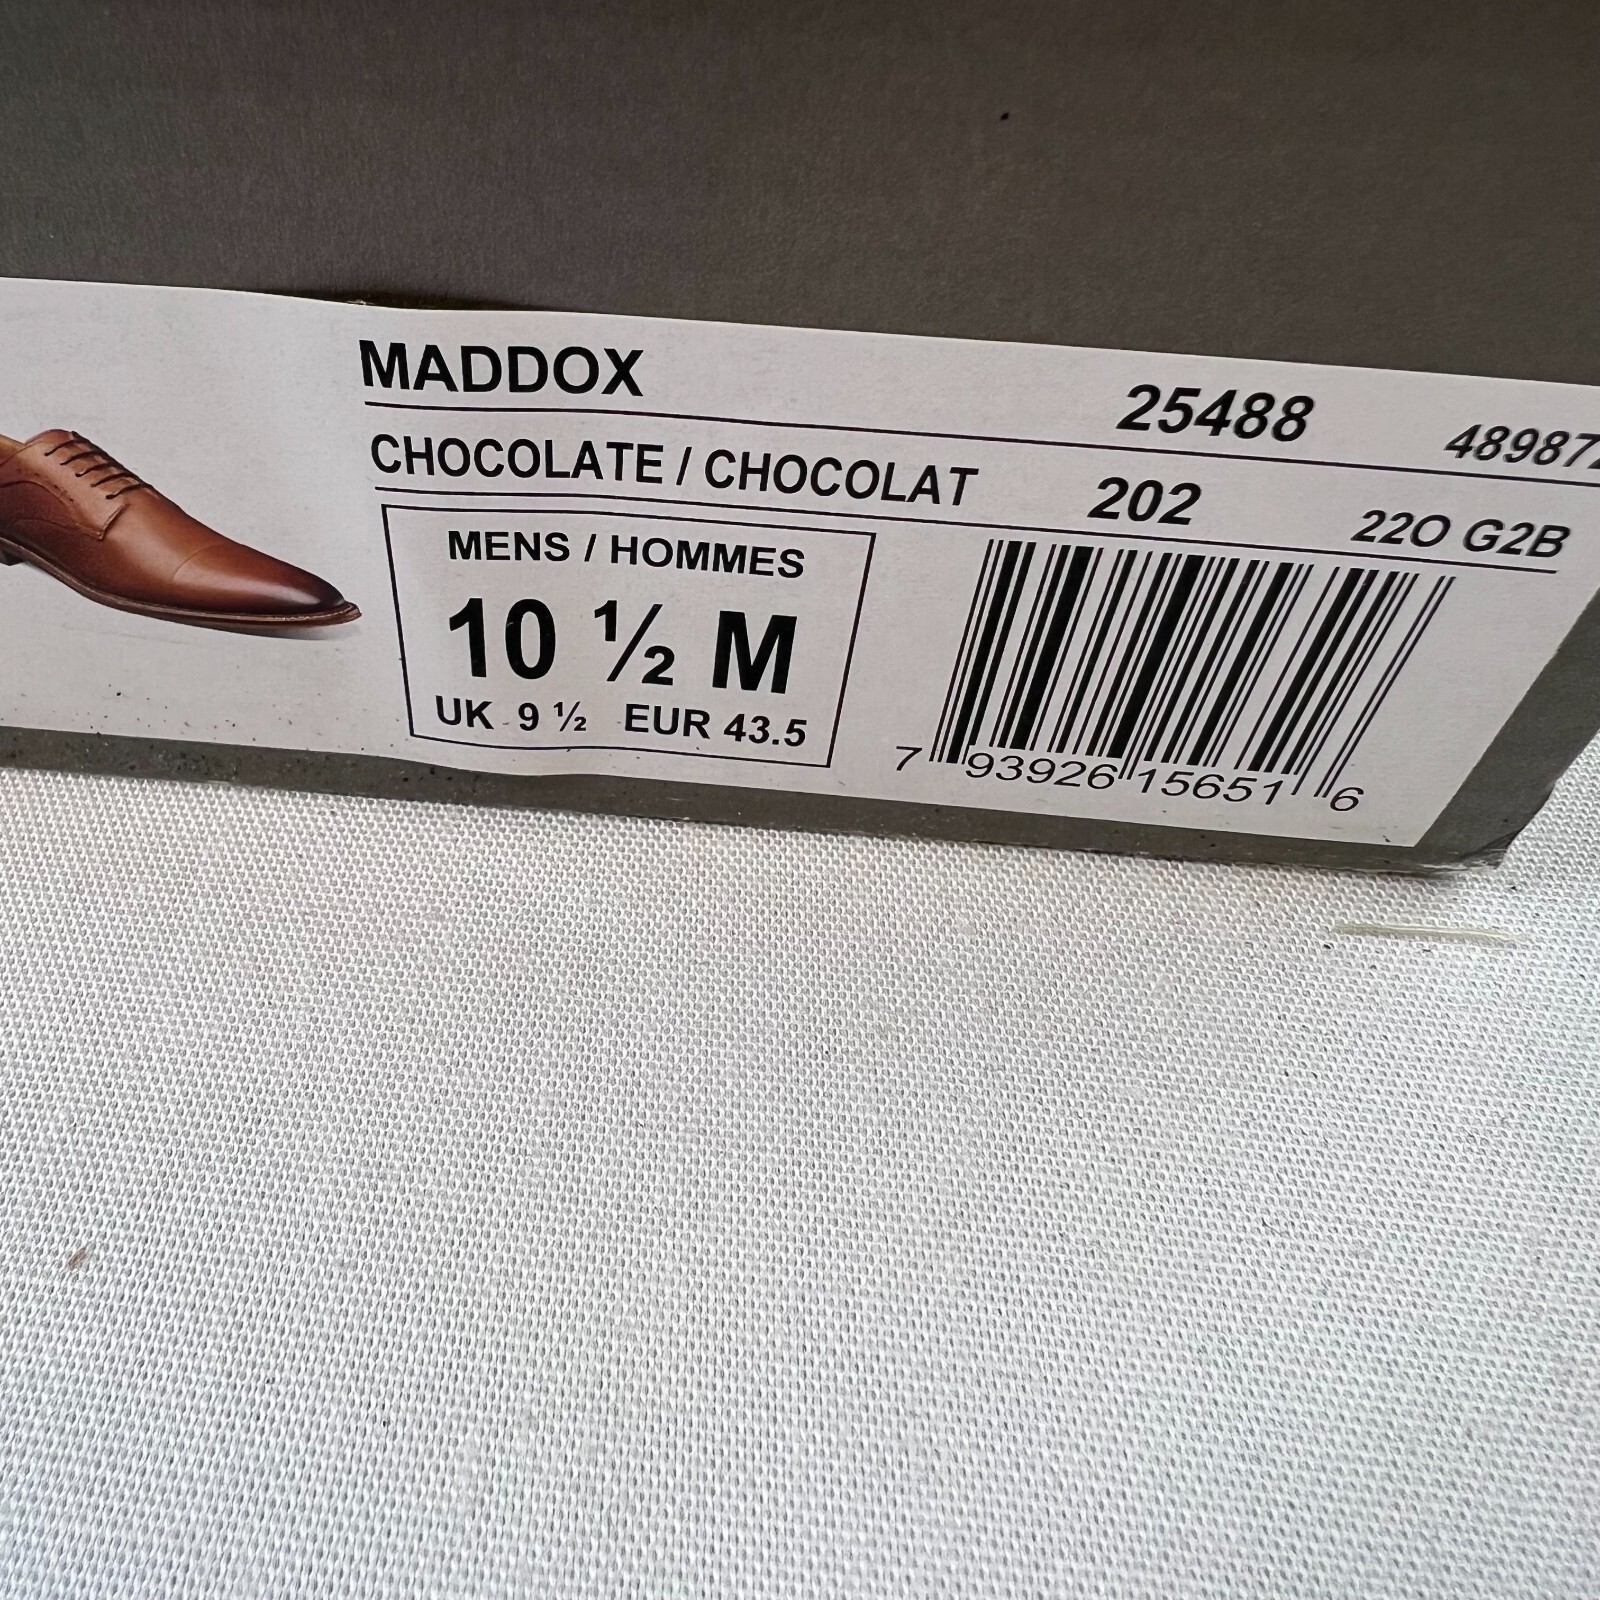 MADDOX 25488
CHOCOLATE / CHOCOLAT 202 22O G2B
MENS / HOMMES
10 ½ M
UK 9 ½ EUR 43.5
7 93926 15651 6